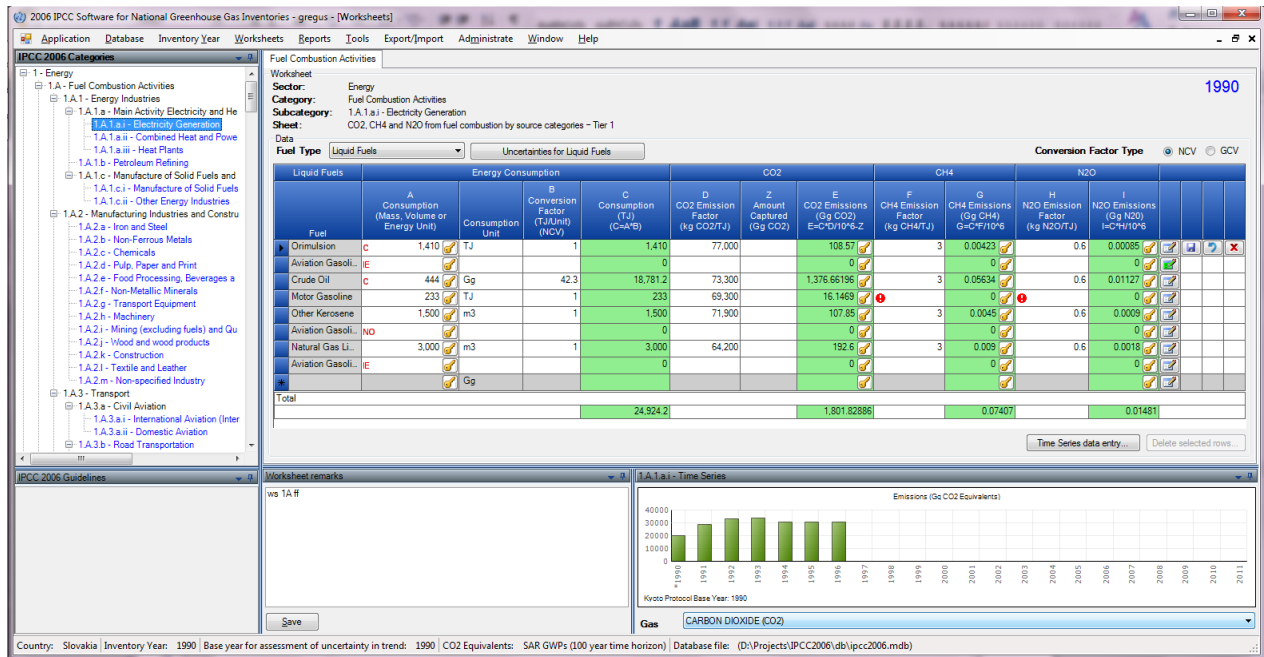 2006 IPCC Software for National Greenhouse Gas Inventories - gregus - [Worksheets]
Application Database Inventory Year Worksheets Reports Tools Export/Import Administrate Window Help
IPCC 2006 Categories
1 - Energy
1.A - Fuel Combustion Activities
1.A.1 - Energy Industries
1.A.1.a - Main Activity Electricity and He
1.A.1.a.i - Electricity Generation
1.A.1.a.ii - Combined Heat and Powe
1.A.1.a.iii - Heat Plants
1.A.1.b - Petroleum Refining
1.A.1.c - Manufacture of Solid Fuels and
1.A.1.c.i - Manufacture of Solid Fuels
1.A.1.c.ii - Other Energy Industries
1.A.2 - Manufacturing Industries and Constru
1.A.2.a - Iron and Steel
1.A.2.b - Non-Ferrous Metals
1.A.2.c - Chemicals
1.A.2.d - Pulp, Paper and Print
1.A.2.e - Food Processing, Beverages a
1.A.2.f - Non-Metallic Minerals
1.A.2.g - Transport Equipment
1.A.2.h - Machinery
1.A.2.i - Mining (excluding fuels) and Qu
1.A.2.j - Wood and wood products
1.A.2.k - Construction
1.A.2.l - Textile and Leather
1.A.2.m - Non-specified Industry
1.A.3 - Transport
1.A.3.a - Civil Aviation
1.A.3.a.i - International Aviation (Inter
1.A.3.a.ii - Domestic Aviation
1.A.3.b - Road Transportation
Fuel Combustion Activities
Worksheet
Sector: Energy
1990
Category: Fuel Combustion Activities
Subcategory: 1.A.1.a.i - Electricity Generation
Sheet: CO2, CH4 and N2O from fuel combustion by source categories – Tier 1
Data
Fuel Type Liquid Fuels Uncertainties for Liquid Fuels Conversion Factor Type NCV GCV
Liquid Fuels Energy Consumption CO2 CH4 N2O
Fuel
A
Consumption
(Mass, Volume or
Energy Unit)
Consumption
Unit
B
Conversion
Factor
(TJ/Unit)
(NCV)
C
Consumption
(TJ)
(C=A*B)
D
CO2 Emission
Factor
(kg CO2/TJ)
Z
Amount
Captured
(Gg CO2)
E
CO2 Emissions
(Gg CO2)
E=C*D/10^6-Z
F
CH4 Emission
Factor
(kg CH4/TJ)
G
CH4 Emissions
(Gg CH4)
G=C*F/10^6
H
N2O Emission
Factor
(kg N2O/TJ)
I
N2O Emissions
(Gg N20)
I=C*H/10^6
Orimulsion C 1,410 TJ 1 1,410 77,000 108.57 3 0.00423 0.6 0.00085
Aviation Gasoli... IE 0 0 0 0
Crude Oil C 444 Gg 42.3 18,781.2 73,300 1,376.66196 3 0.05634 0.6 0.01127
Motor Gasoline 233 TJ 1 233 69,300 16.1469 0 0
Other Kerosene 1,500 m3 1 1,500 71,900 107.85 3 0.0045 0.6 0.0009
Aviation Gasoli... NO 0 0 0 0
Natural Gas Li... 3,000 m3 1 3,000 64,200 192.6 3 0.009 0.6 0.0018
Aviation Gasoli... IE 0 0 0 0
Gg
Total
24,924.2 1,801.82886 0.07407 0.01481
Time Series data entry... Delete selected rows...
IPCC 2006 Guidelines
Worksheet remarks
ws 1A ff
Save
1.A.1.a.i - Time Series
Emissions (Gg CO2 Equivalents)
40000
30000
20000
10000
0
*1990 1991 1992 1993 1994 1995 1996 1997 1998 1999 2000 2001 2002 2003 2004 2005 2006 2007 2008 2009 2010 2011
Kyoto Protocol Base Year: 1990
Gas CARBON DIOXIDE (CO2)
Country: Slovakia Inventory Year: 1990 Base year for assessment of uncertainty in trend: 1990 CO2 Equivalents: SAR GWPs (100 year time horizon) Database file: (D:\Projects\IPCC2006\db\ipcc2006.mdb)